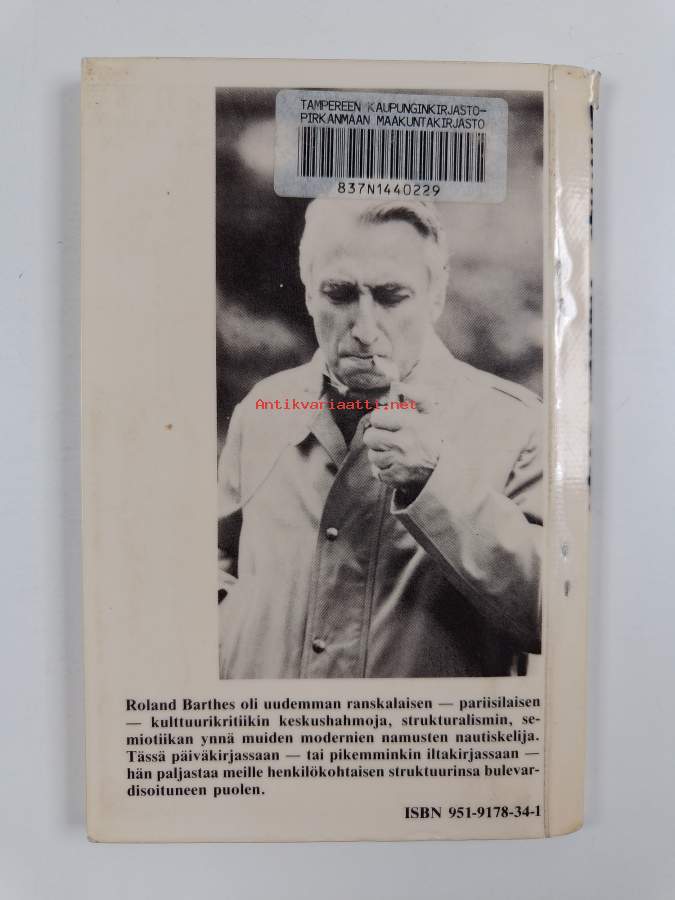 TAMPEREEN KAUPUNGINKIRJASTO-
PIRKANMAAN MAAKUNTAKIRJASTO
837N1440229
Antikvariaatti.net
Roland Barthes oli uudemman ranskalaisen — pariisilaisen
— kulttuurikritiikin keskushahmoja, strukturalismin, se-
miotiikan ynnä muiden modernien namusten nautiskelija.
Tässä päiväkirjassaan — tai pikemminkin iltakirjassaan —
hän paljastaa meille henkilökohtaisen struktuurinsa bulevar-
disoituneen puolen.
ISBN 951-9178-34-1